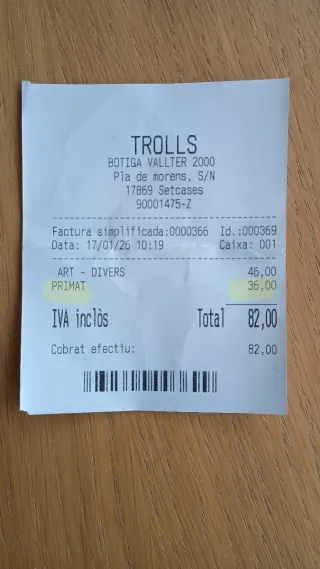 TROLLS
BOTIGA VALLTER 2000
Pla de morens, S/N
17869 Setcases
90001475-Z
Factura simplificada:0000366 Id.:000369
Data: 17/01/26 10:19 Caixa: 001
ART - DIVERS 46,00
PRIMAT 36,00
IVA inclòs Total 82,00
Cobrat efectiu: 82,00